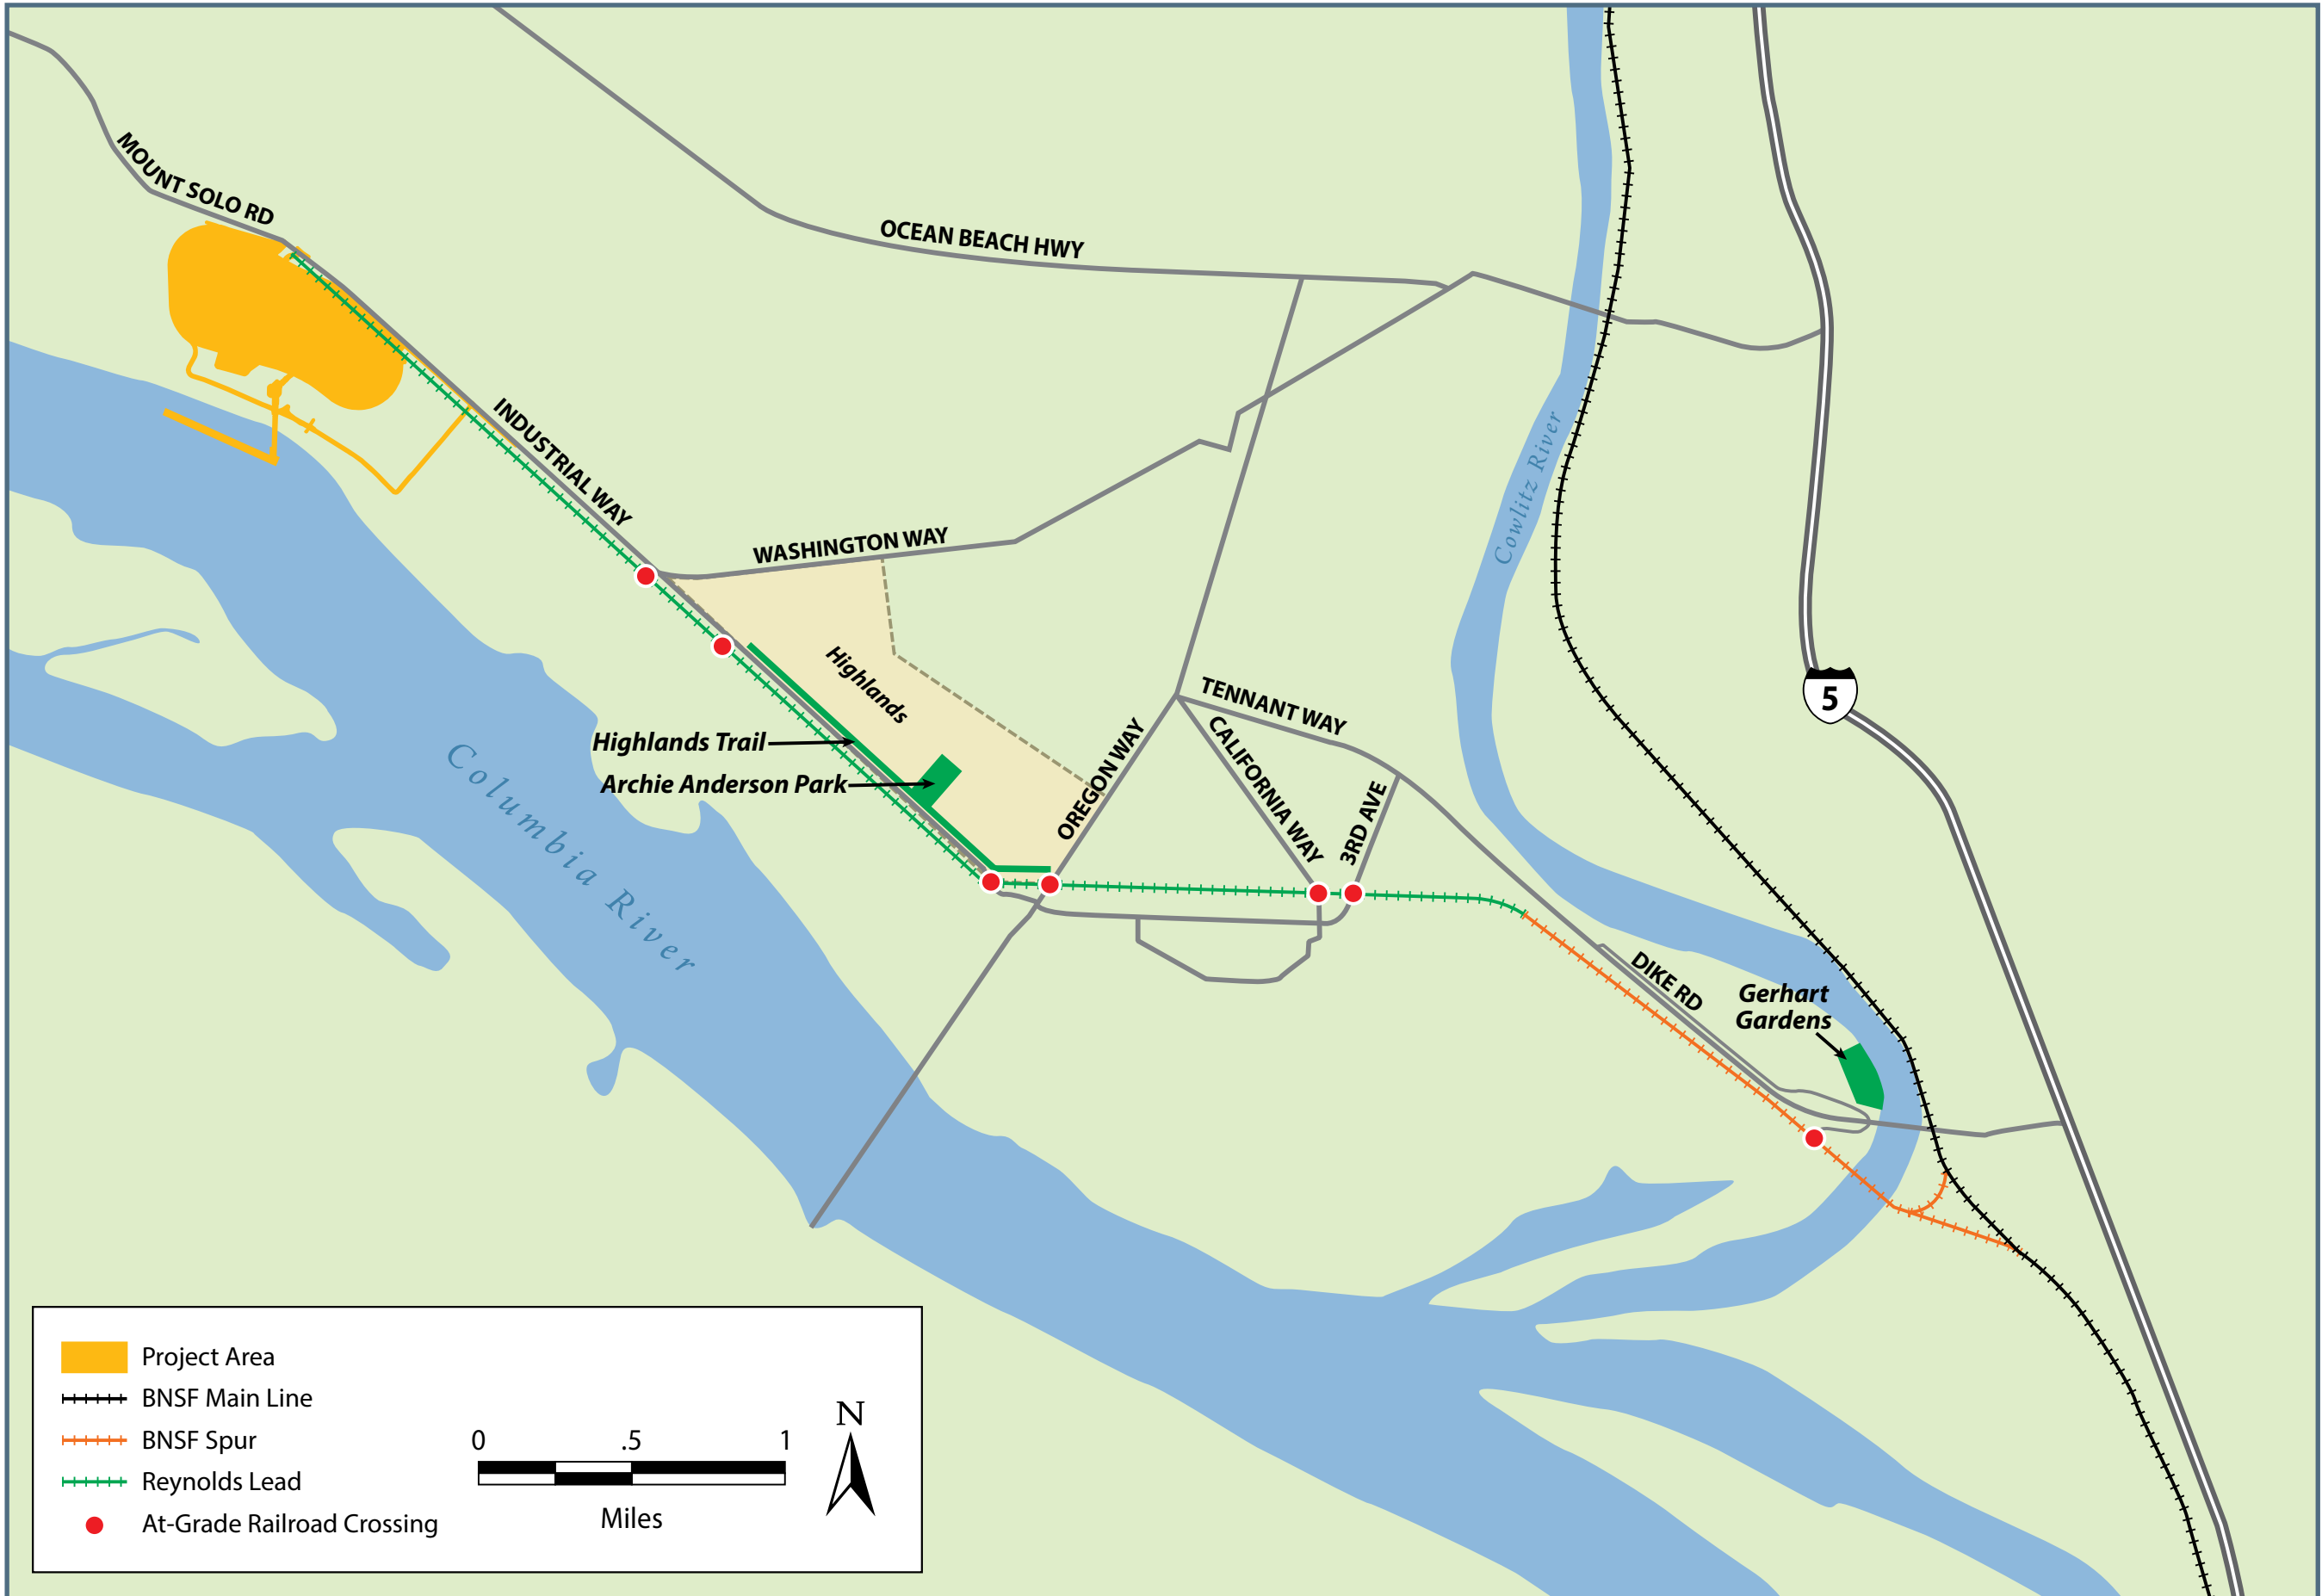 MOUNT SOLO RD
OCEAN BEACH HWY
INDUSTRIAL WAY
Cowlitz River
WASHINGTON WAY
Highlands
5
TENNANT WAY
Highlands Trail
OREGON WAY
CALIFORNIA WAY
Archie Anderson Park
3RD AVE
Columbia River
DIKE RD
Gerhart
Gardens
Project Area
BNSF Main Line
BNSF Spur
Reynolds Lead
At-Grade Railroad Crossing
0 .5 1
Miles
N